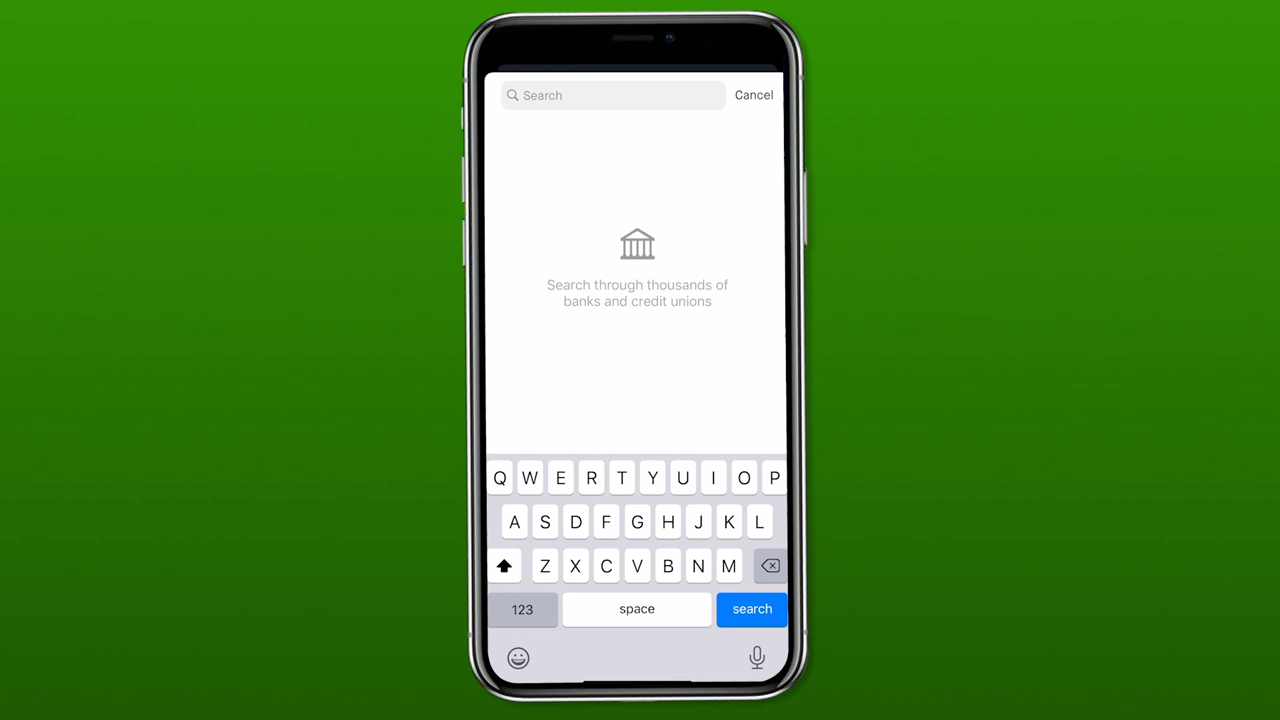 Search Cancel
Search through thousands of
banks and credit unions
Q W E R T Y U I O P
A S D F G H J K L
Z X C V B N M
123 space search